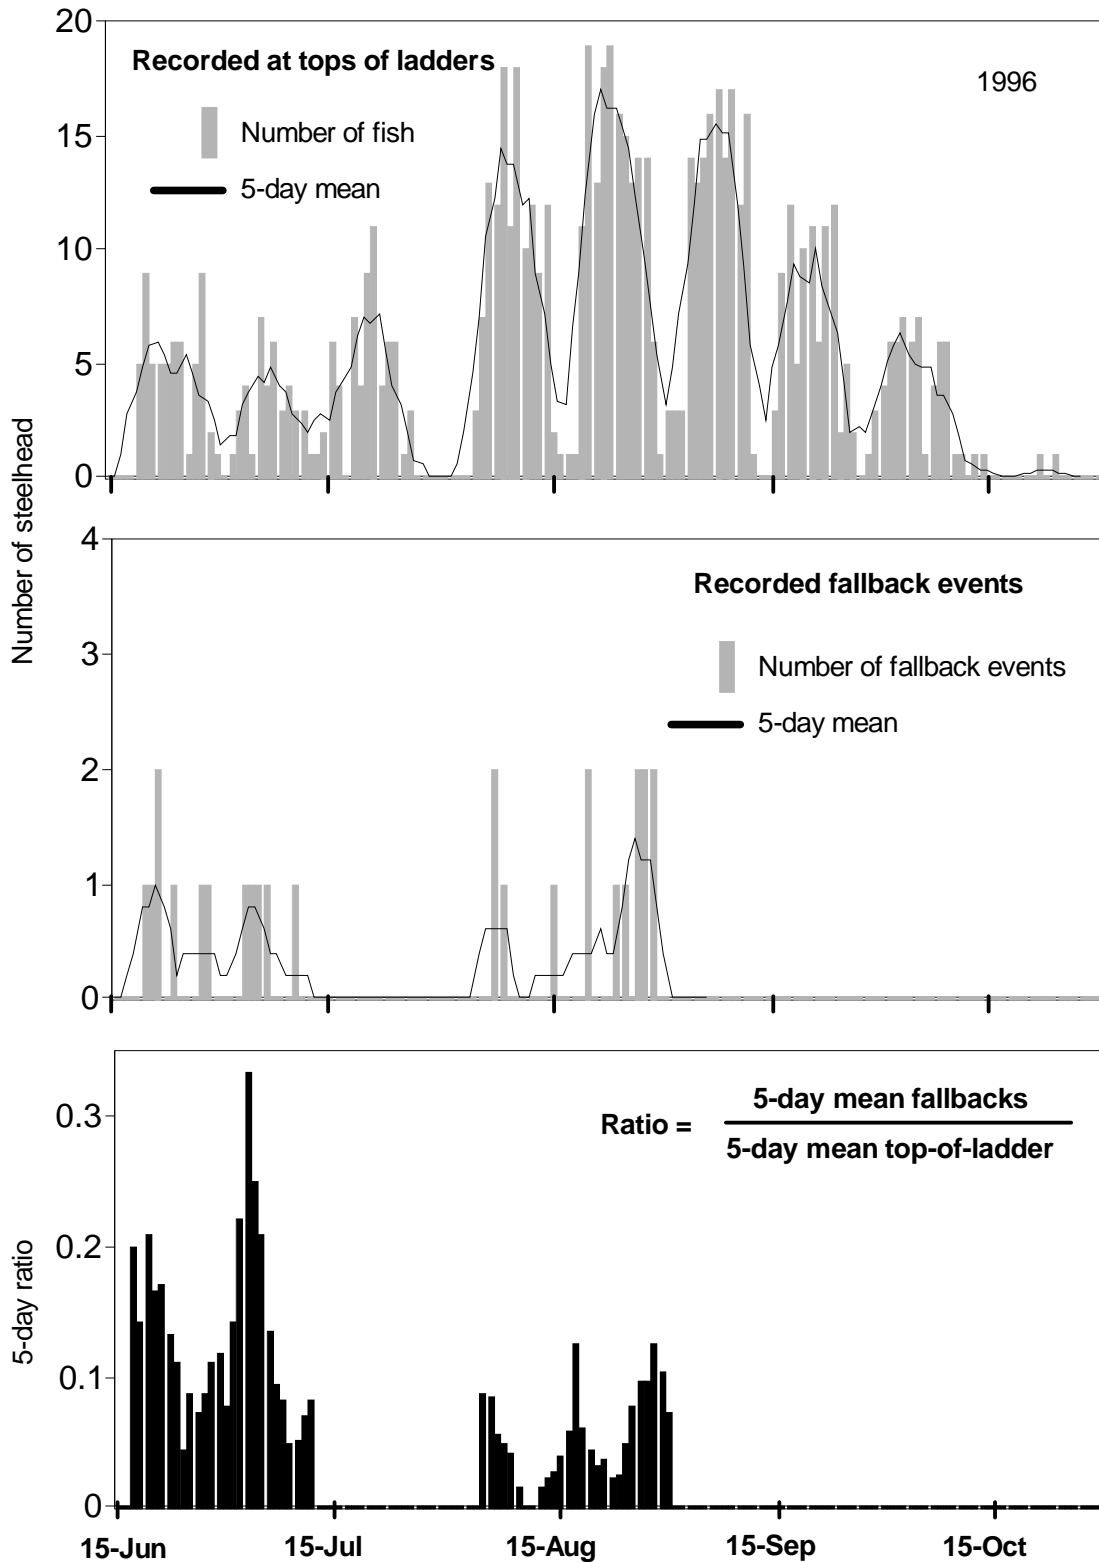 20
15
10
5
0
Recorded at tops of ladders
Number of fish
5-day mean
1996
Number of steelhead
4
3
2
1
0
Recorded fallback events
Number of fallback events
5-day mean
0.3
0.2
0.1
0
5-day ratio
Ratio =
5-day mean fallbacks
5-day mean top-of-ladder
15-Jun 15-Jul 15-Aug 15-Sep 15-Oct